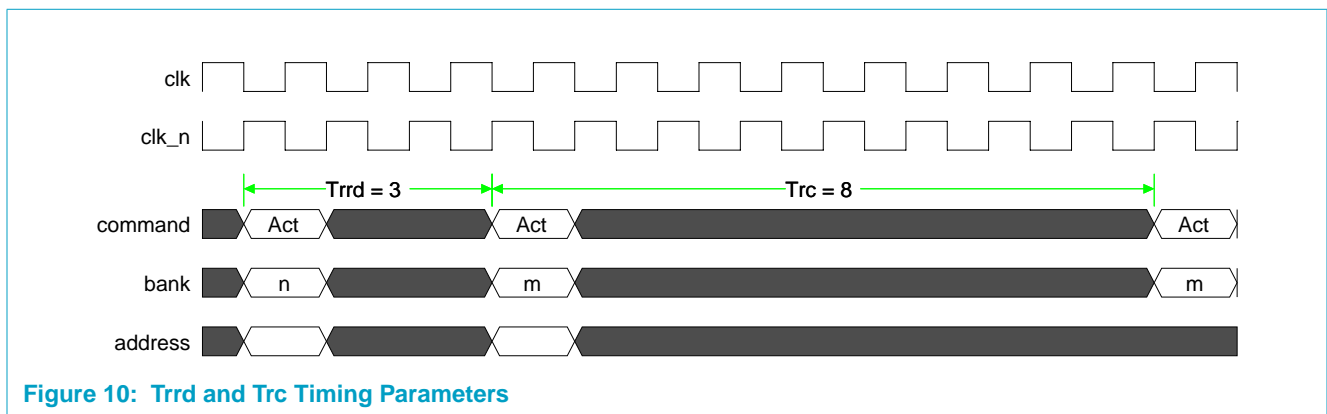 clk
clk_n
Trrd = 3 Trc = 8
command Act Act Act
bank n m m
address
Figure 10: Trrd and Trc Timing Parameters